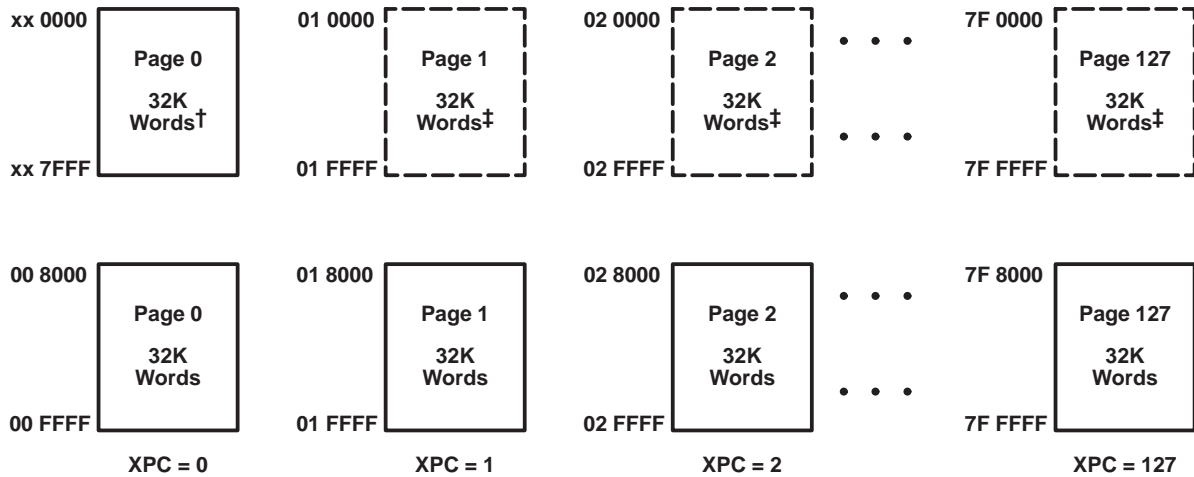 xx 0000
Page 0
32K
Words†
xx 7FFF
01 0000
Page 1
32K
Words‡
01 FFFF
02 0000
Page 2
32K
Words‡
02 FFFF
• • •
• • •
7F 0000
Page 127
32K
Words‡
7F FFFF
00 8000
Page 0
32K
Words
00 FFFF
XPC = 0
01 8000
Page 1
32K
Words
01 FFFF
XPC = 1
02 8000
Page 2
32K
Words
02 FFFF
XPC = 2
• • •
• • •
7F 8000
Page 127
32K
Words
7F FFFF
XPC = 127